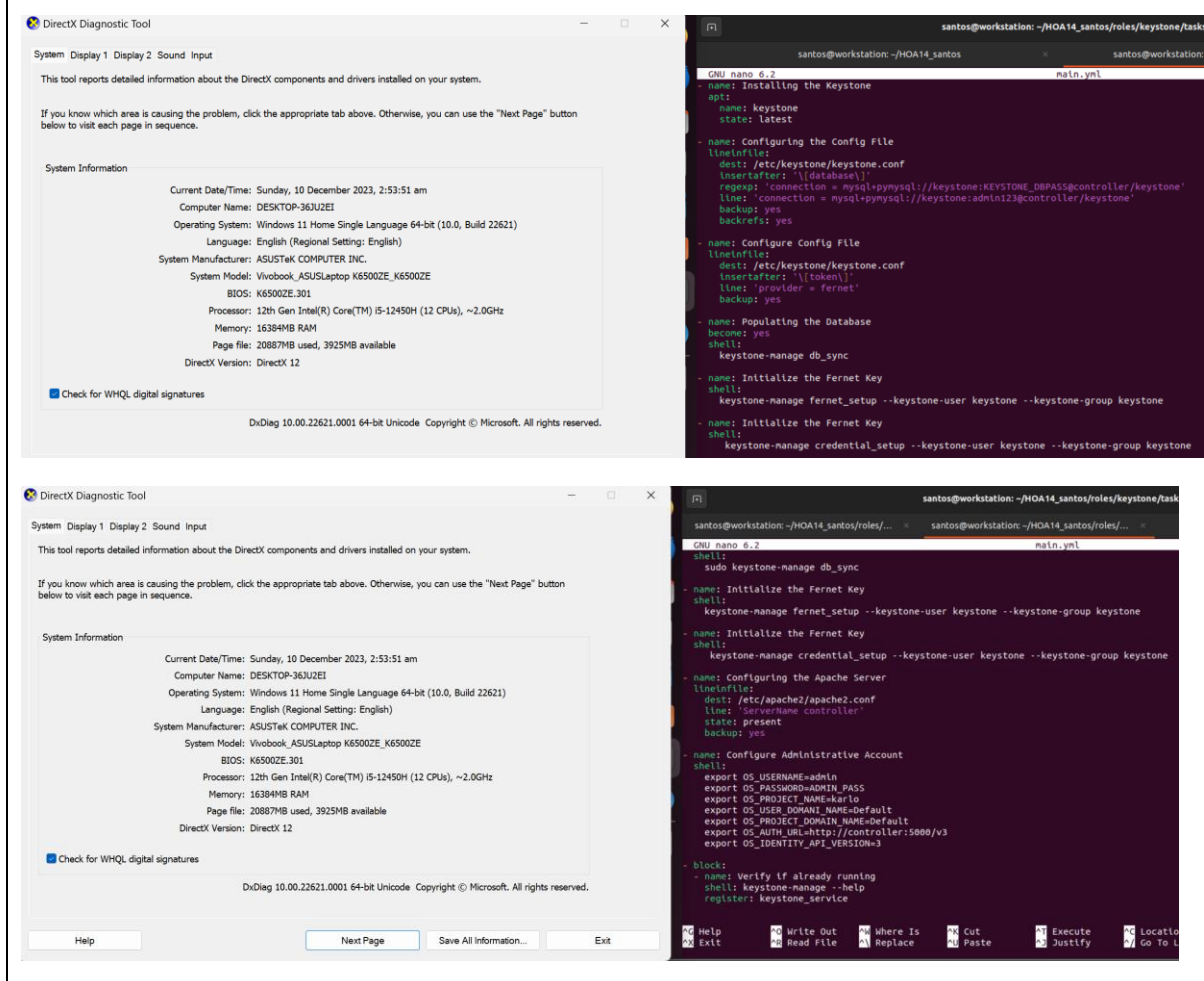 DirectX Diagnostic Tool
System Display 1 Display 2 Sound Input
This tool reports detailed information about the DirectX components and drivers installed on your system.
If you know which area is causing the problem, click the appropriate tab above. Otherwise, you can use the "Next Page" button
below to visit each page in sequence.
System Information
Current Date/Time: Sunday, 10 December 2023, 2:53:51 am
Computer Name: DESKTOP-36JU2EI
Operating System: Windows 11 Home Single Language 64-bit (10.0, Build 22621)
Language: English (Regional Setting: English)
System Manufacturer: ASUSTeK COMPUTER INC.
System Model: Vivobook_ASUSLaptop K6500ZE_K6500ZE
BIOS: K6500ZE.301
Processor: 12th Gen Intel(R) Core(TM) i5-12450H (12 CPUs), ~2.0GHz
Memory: 16384MB RAM
Page file: 20887MB used, 3925MB available
DirectX Version: DirectX 12
Check for WHQL digital signatures
DxDiag 10.00.22621.0001 64-bit Unicode Copyright © Microsoft. All rights reserved.
santos@workstation: ~/HOA14_santos/roles/keystone/tasks
santos@workstation: ~/HOA14_santos × santos@workstation:
GNU nano 6.2 main.yml
- name: Installing the Keystone
apt:
name: keystone
state: latest
- name: Configuring the Config File
lineinfile:
dest: /etc/keystone/keystone.conf
insertafter: '\[database\]'
regexp: 'connection = mysql+pymysql://keystone:KEYSTONE_DBPASS@controller/keystone'
line: 'connection = mysql+pymysql://keystone:admin123@controller/keystone'
backup: yes
backrefs: yes
- name: Configure Config File
lineinfile:
dest: /etc/keystone/keystone.conf
insertafter: '\[token\]'
line: 'provider = fernet'
backup: yes
- name: Populating the Database
become: yes
shell:
keystone-manage db_sync
- name: Initialize the Fernet Key
shell:
keystone-manage fernet_setup --keystone-user keystone --keystone-group keystone
- name: Initialize the Fernet Key
shell:
keystone-manage credential_setup --keystone-user keystone --keystone-group keystone
DirectX Diagnostic Tool
System Display 1 Display 2 Sound Input
This tool reports detailed information about the DirectX components and drivers installed on your system.
If you know which area is causing the problem, click the appropriate tab above. Otherwise, you can use the "Next Page" button
below to visit each page in sequence.
System Information
Current Date/Time: Sunday, 10 December 2023, 2:53:51 am
Computer Name: DESKTOP-36JU2EI
Operating System: Windows 11 Home Single Language 64-bit (10.0, Build 22621)
Language: English (Regional Setting: English)
System Manufacturer: ASUSTeK COMPUTER INC.
System Model: Vivobook_ASUSLaptop K6500ZE_K6500ZE
BIOS: K6500ZE.301
Processor: 12th Gen Intel(R) Core(TM) i5-12450H (12 CPUs), ~2.0GHz
Memory: 16384MB RAM
Page file: 20887MB used, 3925MB available
DirectX Version: DirectX 12
Check for WHQL digital signatures
DxDiag 10.00.22621.0001 64-bit Unicode Copyright © Microsoft. All rights reserved.
Help Next Page Save All Information... Exit
santos@workstation: ~/HOA14_santos/roles/keystone/task
santos@workstation: ~/HOA14_santos/roles/... × santos@workstation: ~/HOA14_santos/roles/... ×
GNU nano 6.2 main.yml
shell:
sudo keystone-manage db_sync
- name: Initialize the Fernet Key
shell:
keystone-manage fernet_setup --keystone-user keystone --keystone-group keystone
- name: Initialize the Fernet Key
shell:
keystone-manage credential_setup --keystone-user keystone --keystone-group keystone
- name: Configuring the Apache Server
lineinfile:
dest: /etc/apache2/apache2.conf
line: 'ServerName controller'
state: present
backup: yes
- name: Configure Administrative Account
shell:
export OS_USERNAME=admin
export OS_PASSWORD=ADMIN_PASS
export OS_PROJECT_NAME=karlo
export OS_USER_DOMANI_NAME=Default
export OS_PROJECT_DOMAIN_NAME=Default
export OS_AUTH_URL=http://controller:5000/v3
export OS_IDENTITY_API_VERSION=3
- block:
- name: Verify if already running
shell: keystone-manage --help
register: keystone_service
^G Help ^O Write Out ^W Where Is ^K Cut ^T Execute ^C Locatio
^X Exit ^R Read File ^\ Replace ^U Paste ^J Justify ^/ Go To L